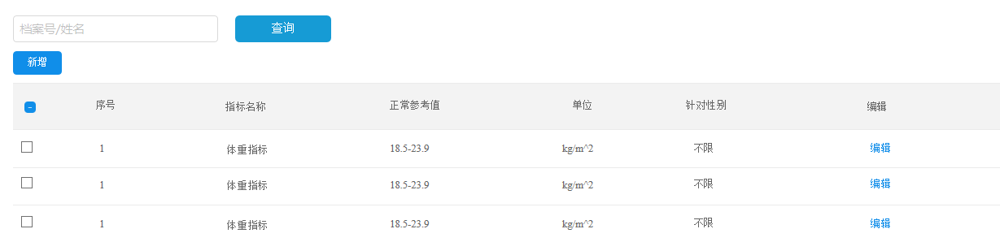 档案号/姓名 查询
新增
序号 指标名称 正常参考值 单位 针对性别 编辑
1 体重指标 18.5-23.9 kg/m^2 不限 编辑
1 体重指标 18.5-23.9 kg/m^2 不限 编辑
1 体重指标 18.5-23.9 kg/m^2 不限 编辑